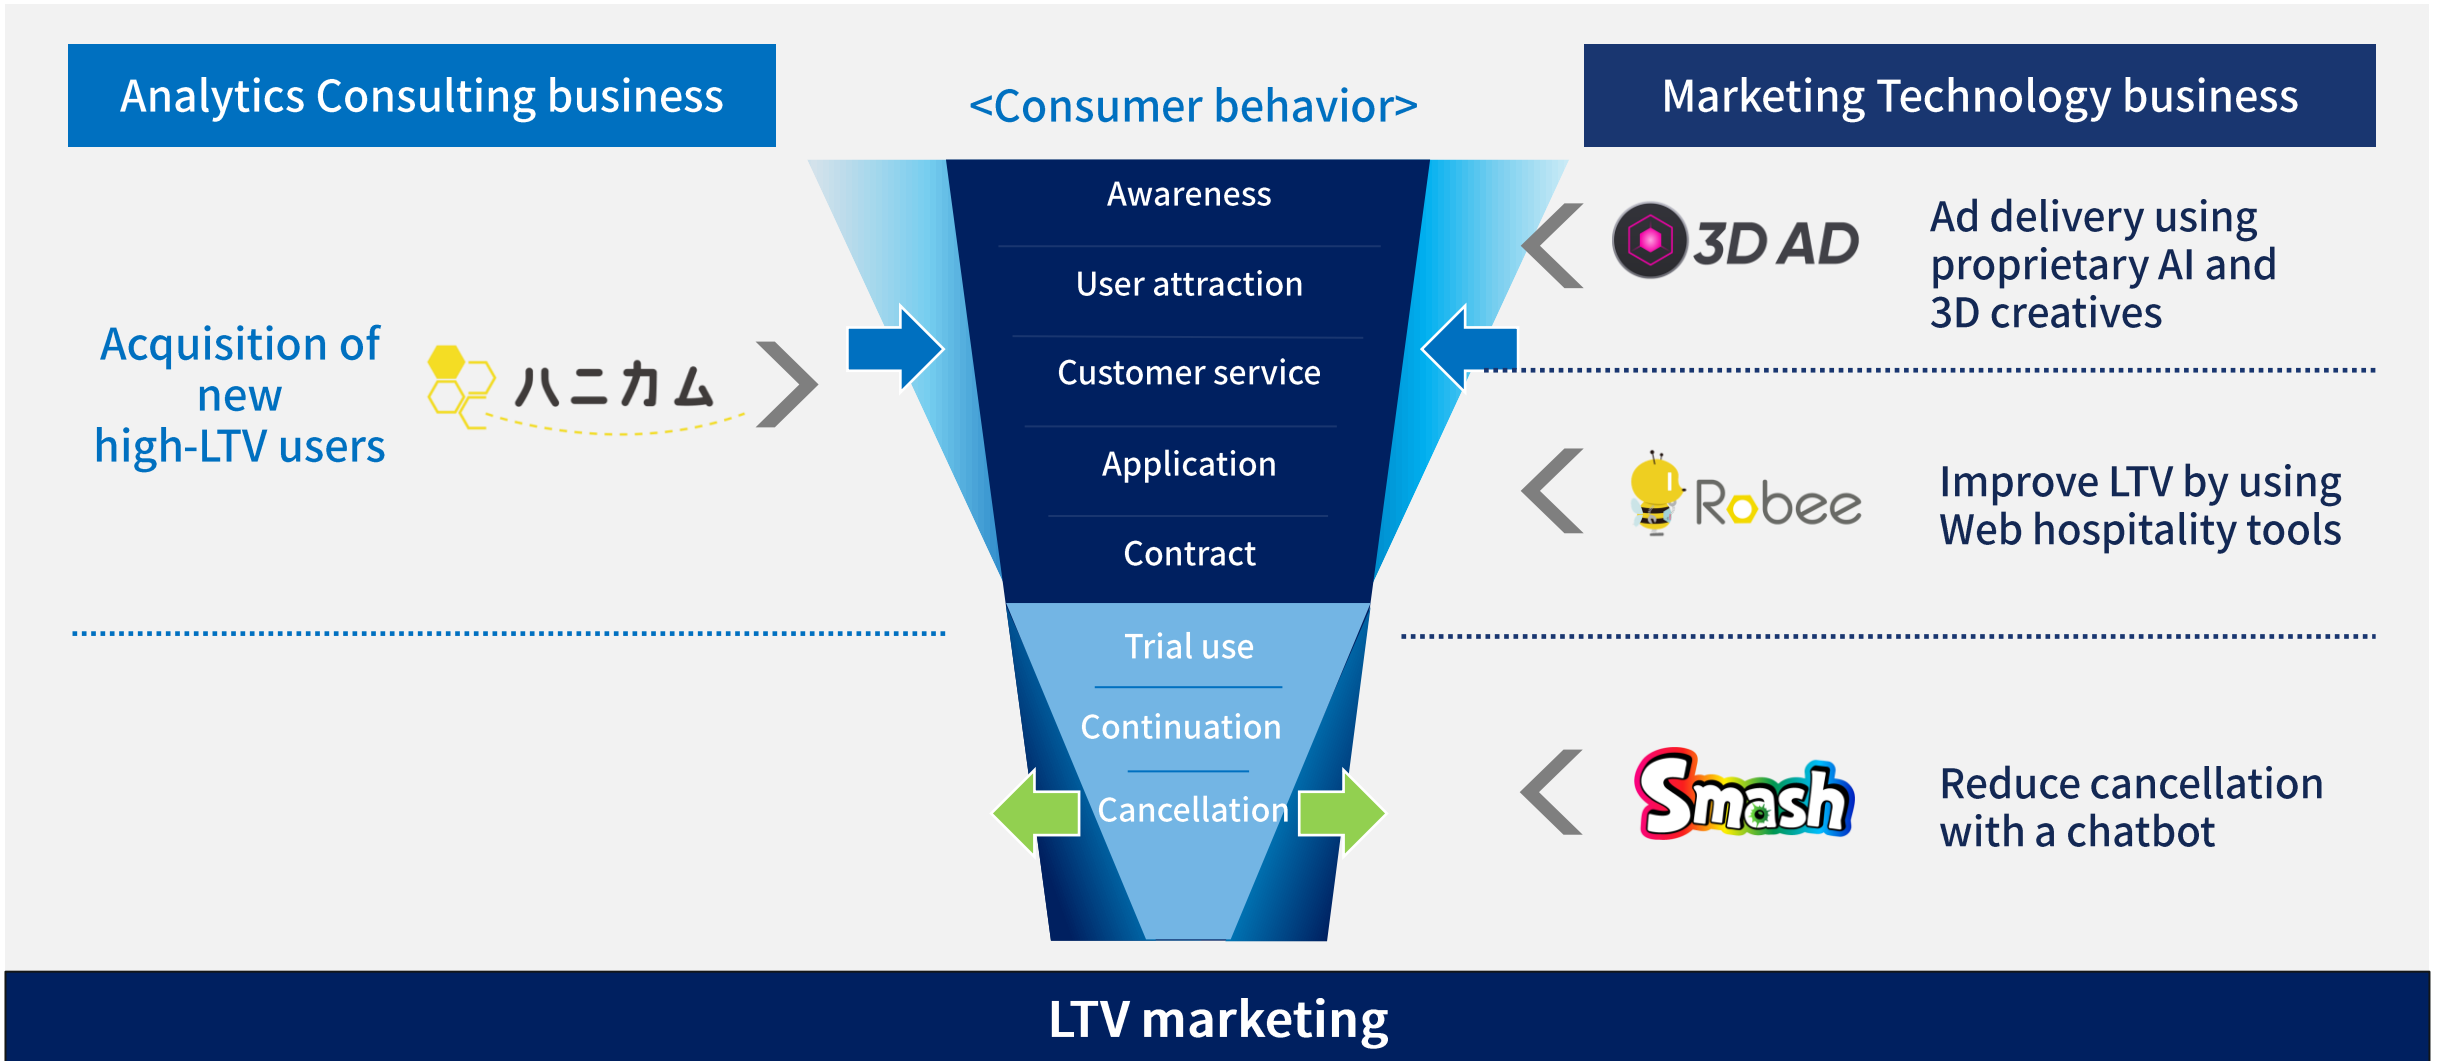 Analytics Consulting business
<Consumer behavior>
Marketing Technology business
Acquisition of
new
high-LTV users
ハニカム
Awareness
User attraction
Customer service
Application
Contract
Trial use
Continuation
Cancellation
3D AD
Ad delivery using
proprietary AI and
3D creatives
Robee
Improve LTV by using
Web hospitality tools
Smash
Reduce cancellation
with a chatbot
LTV marketing